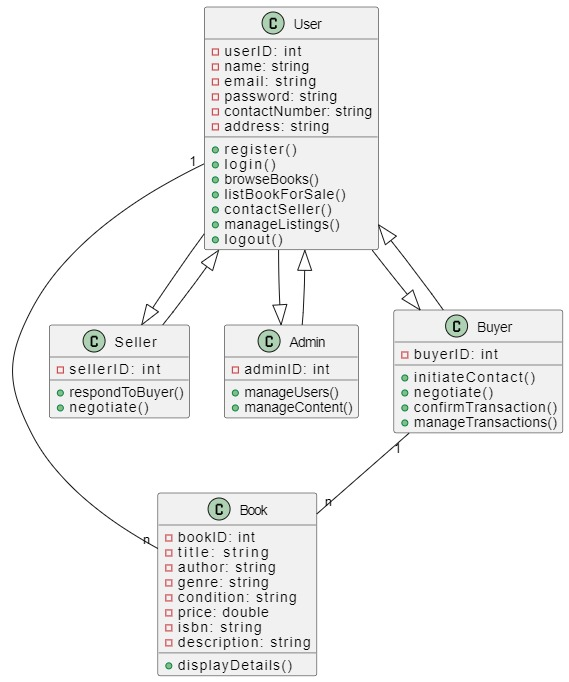 C User
userID: int
name: string
email: string
password: string
contactNumber: string
address: string
register()
login()
browseBooks()
listBookForSale()
contactSeller()
manageListings()
logout()
1
C Seller
sellerID: int
respondToBuyer()
negotiate()
C Admin
adminID: int
manageUsers()
manageContent()
C Buyer
buyerID: int
initiateContact()
negotiate()
confirmTransaction()
manageTransactions()
1
n
n
C Book
bookID: int
title: string
author: string
genre: string
condition: string
price: double
isbn: string
description: string
displayDetails()